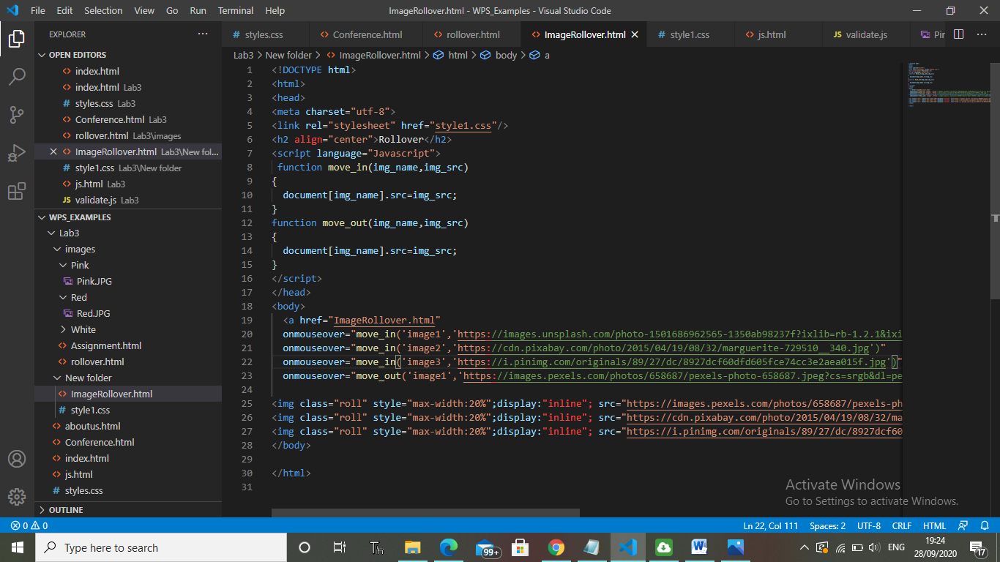 File Edit Selection View Go Run Terminal Help ImageRollover.html - WPS_Examples - Visual Studio Code
EXPLORER ···
# styles.css <> Conference.html <> rollover.html <> ImageRollover.html × # style1.css <> js.html JS validate.js Pin ···
Lab3 > New folder > <> ImageRollover.html > html > body > a
OPEN EDITORS
<> index.html
<> index.html Lab3
# styles.css Lab3
<> Conference.html Lab3
<> rollover.html Lab3\images
× <> ImageRollover.html Lab3\New fol...
# style1.css Lab3\New folder
<> js.html Lab3
JS validate.js Lab3
WPS_EXAMPLES
Lab3
images
Pink
Pink.JPG
Red
Red.JPG
White
<> Assignment.html
<> rollover.html
New folder
<> ImageRollover.html
# style1.css
<> aboutus.html
<> Conference.html
<> index.html
<> js.html
# styles.css
OUTLINE
1 <!DOCTYPE html>
2 <html>
3 <head>
4 <meta charset="utf-8">
5 <link rel="stylesheet" href="style1.css"/>
6 <h2 align="center">Rollover</h2>
7 <script language="Javascript">
8 function move_in(img_name,img_src)
9 {
10 document[img_name].src=img_src;
11 }
12 function move_out(img_name,img_src)
13 {
14 document[img_name].src=img_src;
15 }
16 </script>
17 </head>
18 <body>
19 <a href="ImageRollover.html"
20 onmouseover="move_in('image1','https://images.unsplash.com/photo-1501686962565-1350ab98237f?ixlib=rb-1.2.1&ixi
21 onmouseover="move_in('image2','https://cdn.pixabay.com/photo/2015/04/19/08/32/marguerite-729510__340.jpg')"
22 onmouseover="move_in('image3','https://i.pinimg.com/originals/89/27/dc/8927dcf60dfd605fce74cc3e2aea015f.jpg')"
23 onmouseover="move_out('image1','https://images.pexels.com/photos/658687/pexels-photo-658687.jpeg?cs=srgb&dl=pe
24
25 <img class="roll" style="max-width:20%";display:"inline"; src="https://images.pexels.com/photos/658687/pexels-ph
26 <img class="roll" style="max-width:20%";display:"inline"; src="https://cdn.pixabay.com/photo/2015/04/19/08/32/ma
27 <img class="roll" style="max-width:20%";display:"inline"; src="https://i.pinimg.com/originals/89/27/dc/8927dcf60
28 </body>
29
30 </html>
31
Activate Windows
Go to Settings to activate Windows.
0 0 Ln 22, Col 111 Spaces: 2 UTF-8 CRLF HTML
Type here to search 99+ ENG 19:24
28/09/2020 17